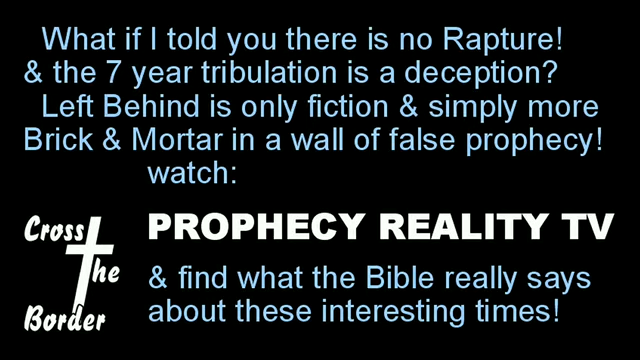 What if I told you there is no Rapture!
& the 7 year tribulation is a deception?
Left Behind is only fiction & simply more
Brick & Mortar in a wall of false prophecy!
watch:
Cross
the
Border
PROPHECY REALITY TV
& find what the Bible really says
about these interesting times!